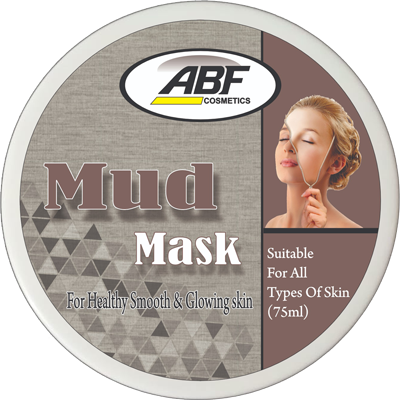 ABF
COSMETICS
Mud
Mask
For Healthy Smooth & Glowing skin
Suitable
For All
Types Of Skin
(75ml)